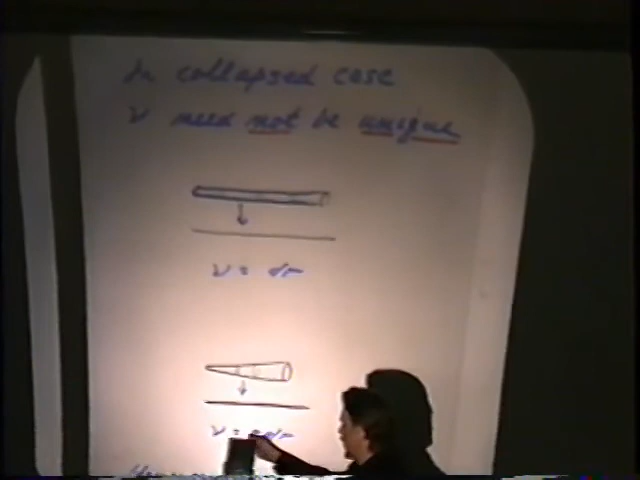 In collapsed case
ν need not be unique
ν = dr
ν =